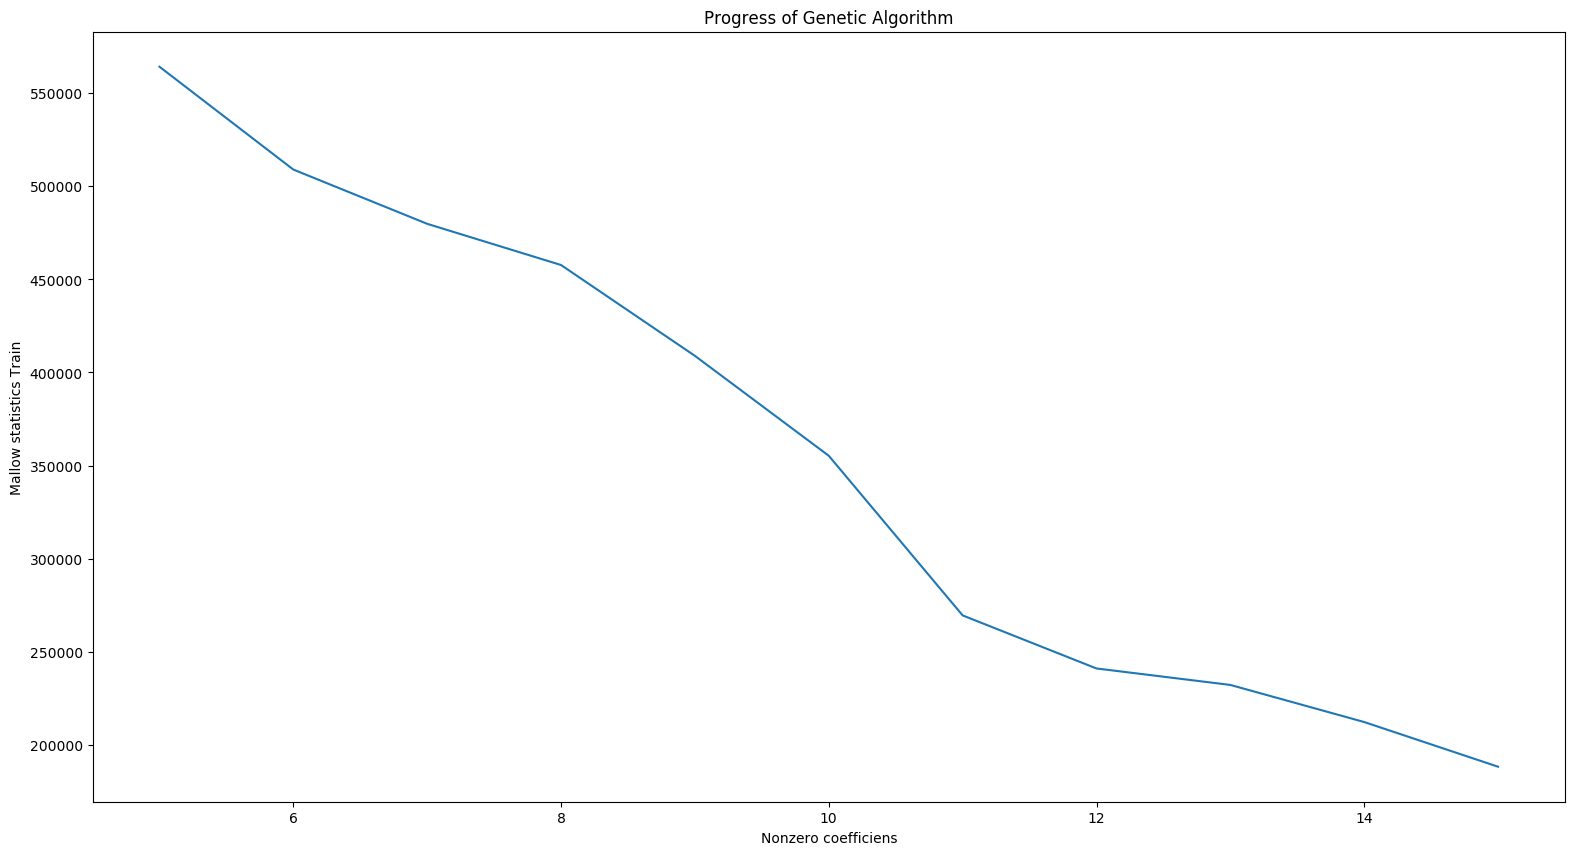 Progress of Genetic Algorithm
550000
500000
450000
400000
350000
300000
250000
200000
Mallow statistics Train
6 8 10 12 14
Nonzero coefficiens